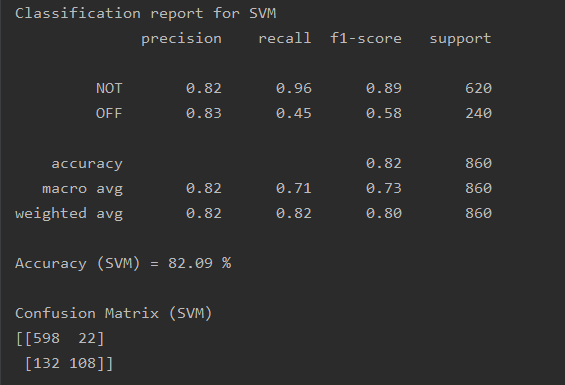 Classification report for SVM
precision recall f1-score support
NOT 0.82 0.96 0.89 620
OFF 0.83 0.45 0.58 240
accuracy 0.82 860
macro avg 0.82 0.71 0.73 860
weighted avg 0.82 0.82 0.80 860
Accuracy (SVM) = 82.09 %
Confusion Matrix (SVM)
[[598 22]
[132 108]]